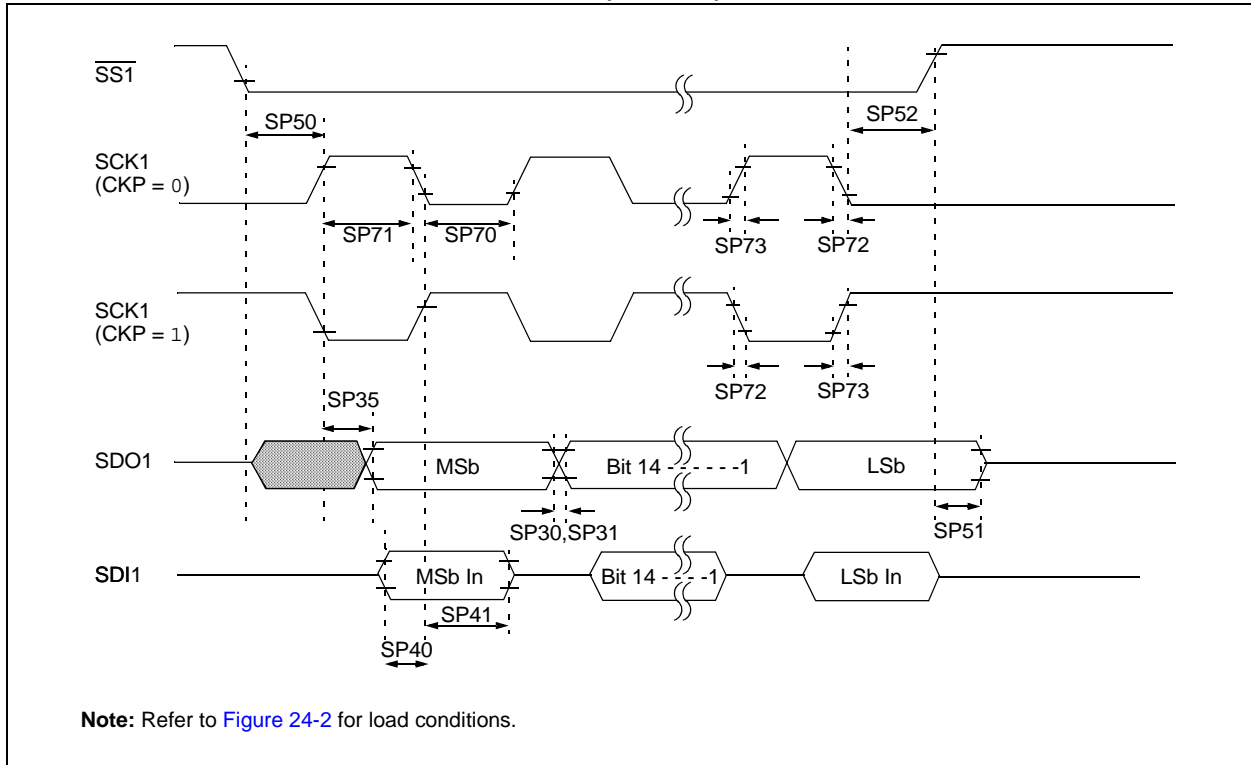 SS1
SP50
SP52
SCK1
(CKP = 0)
SP71
SP70
SP73
SP72
SCK1
(CKP = 1)
SP72
SP73
SP35
SDO1
MSb
Bit 14 - - - - - -1
LSb
SP30,SP31
SP51
SDI1
MSb In
Bit 14 - - - - -1
LSb In
SP41
SP40
Note: Refer to Figure 24-2 for load conditions.